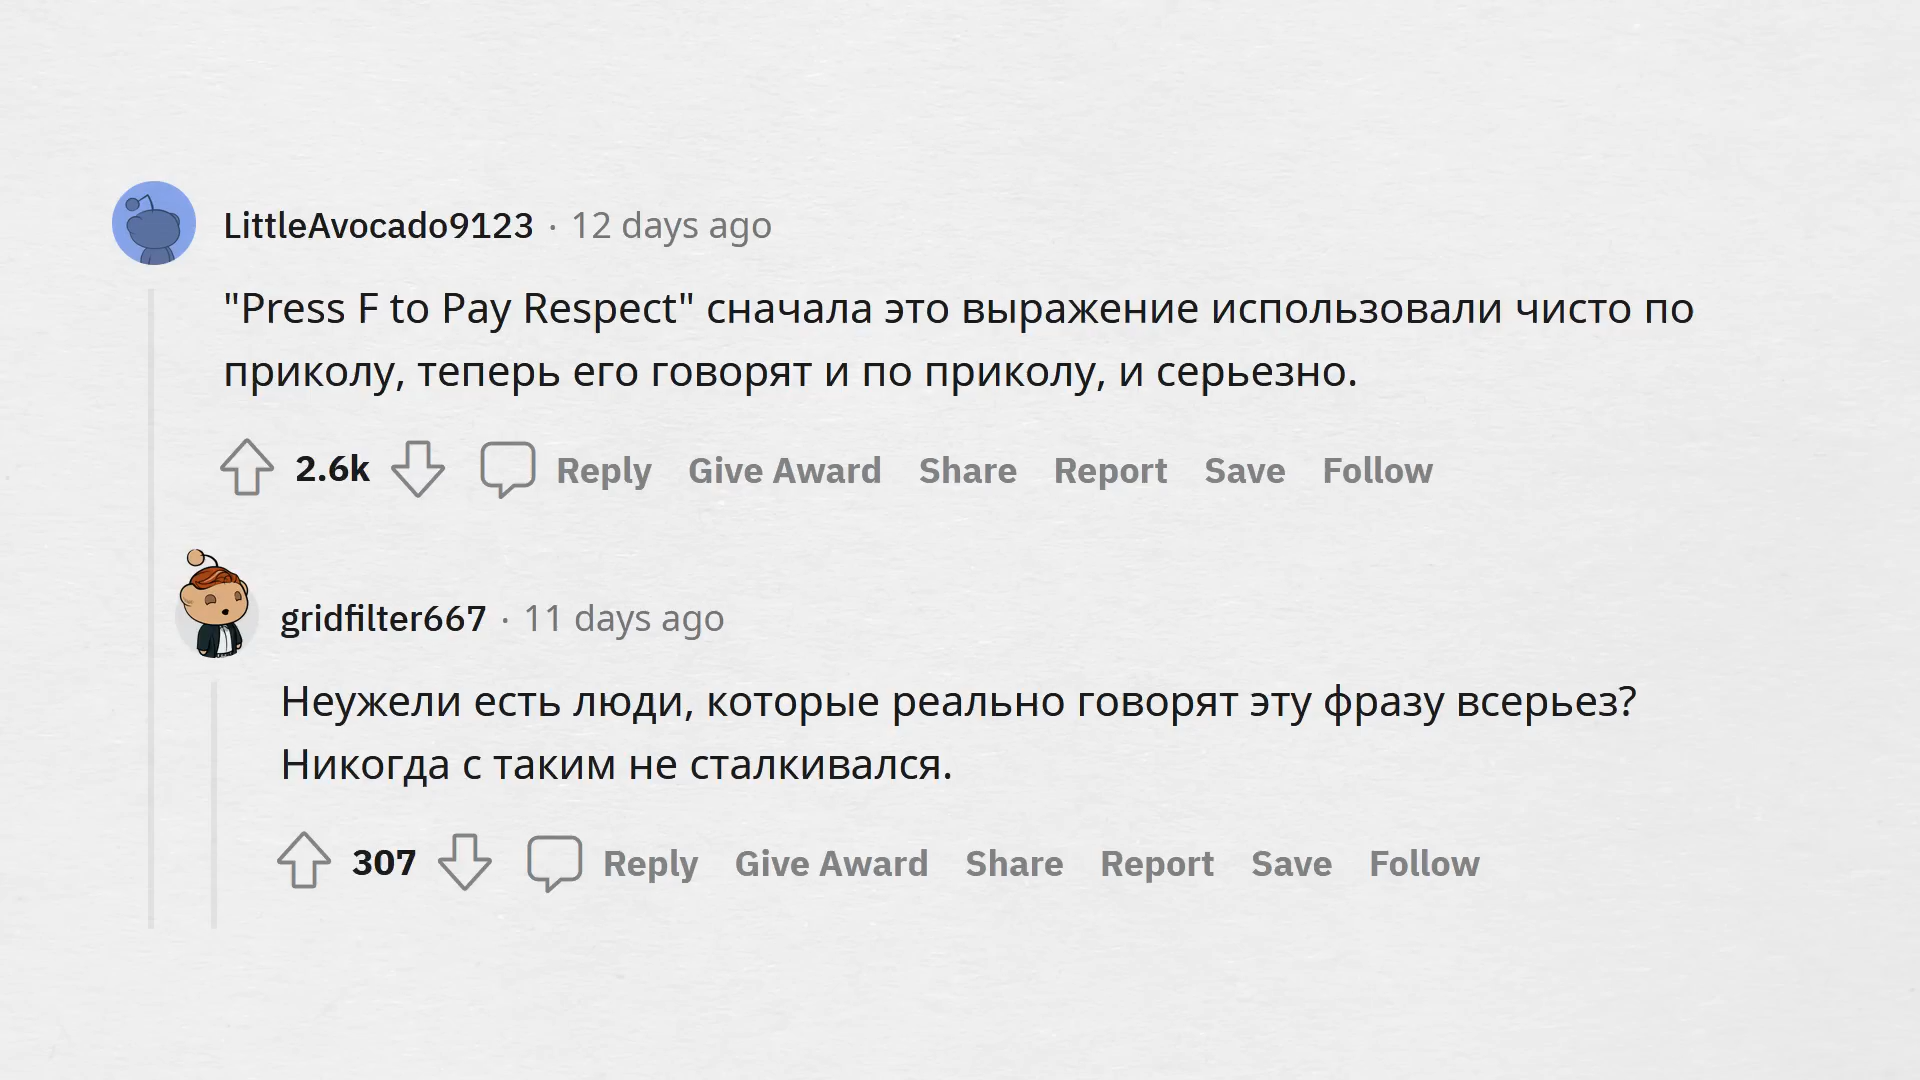 LittleAvocado9123 · 12 days ago
"Press F to Pay Respect" сначала это выражение использовали чисто по
приколу, теперь его говорят и по приколу, и серьезно.
2.6k Reply Give Award Share Report Save Follow
gridfilter667 · 11 days ago
Неужели есть люди, которые реально говорят эту фразу всерьез?
Никогда с таким не сталкивался.
307 Reply Give Award Share Report Save Follow